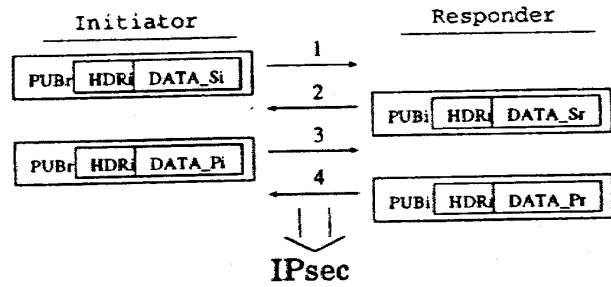 Initiator
Responder
1
PUBr HDRi DATA_Si
2
PUBi HDRi DATA_Sr
3
PUBr HDRi DATA_Pi
4
PUBi HDRi DATA_Pr
IPsec